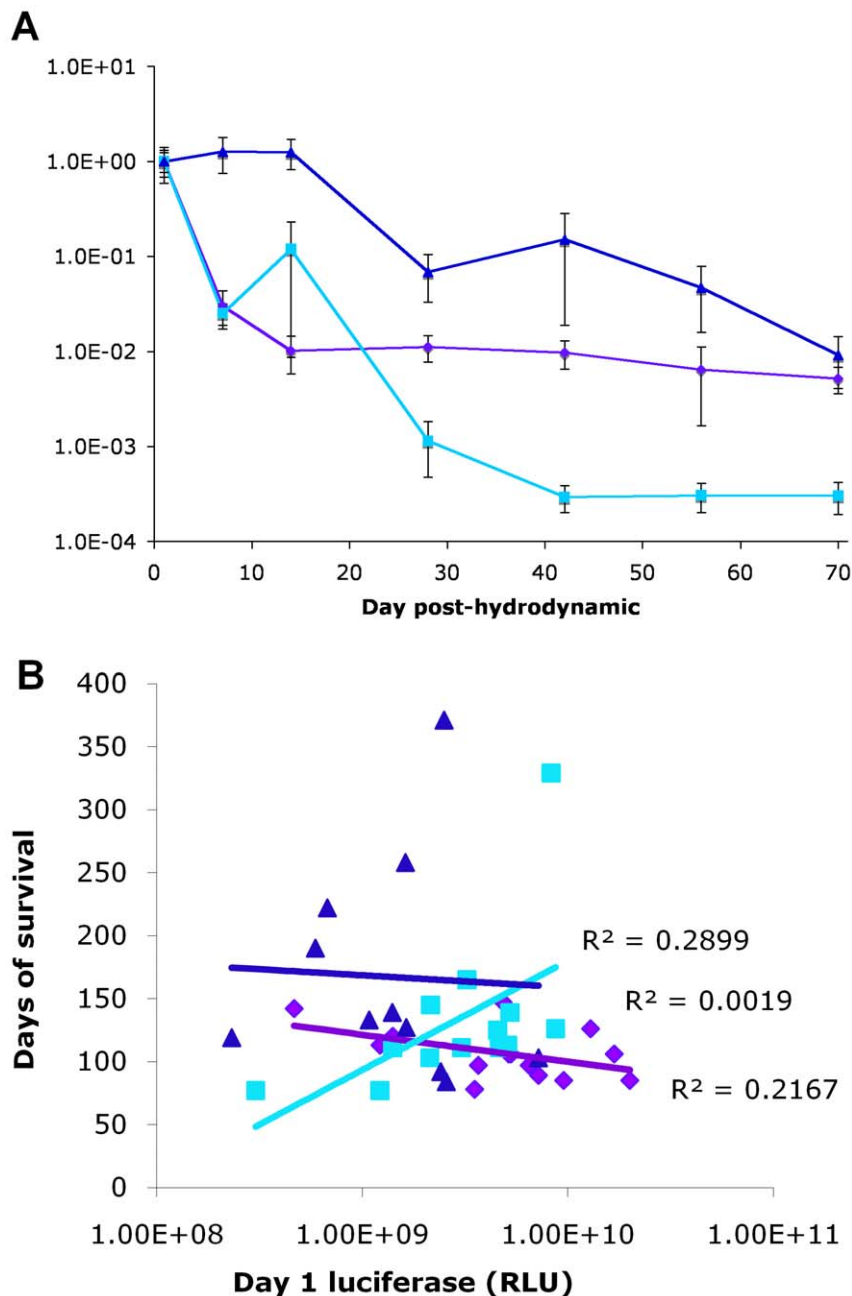 A
1.0E+01
1.0E+00
1.0E-01
1.0E-02
1.0E-03
1.0E-04
0 10 20 30 40 50 60 70
Day post-hydrodynamic
B
400
350
300
250
200
150
100
50
0
Days of survival
R² = 0.2899
R² = 0.0019
R² = 0.2167
1.00E+08 1.00E+09 1.00E+10 1.00E+11
Day 1 luciferase (RLU)